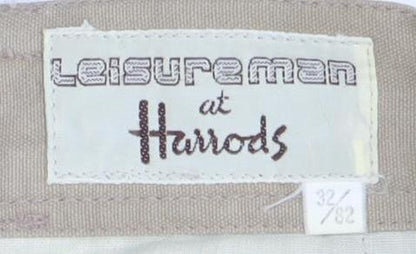 Leisureman
at
Harrods
32/82